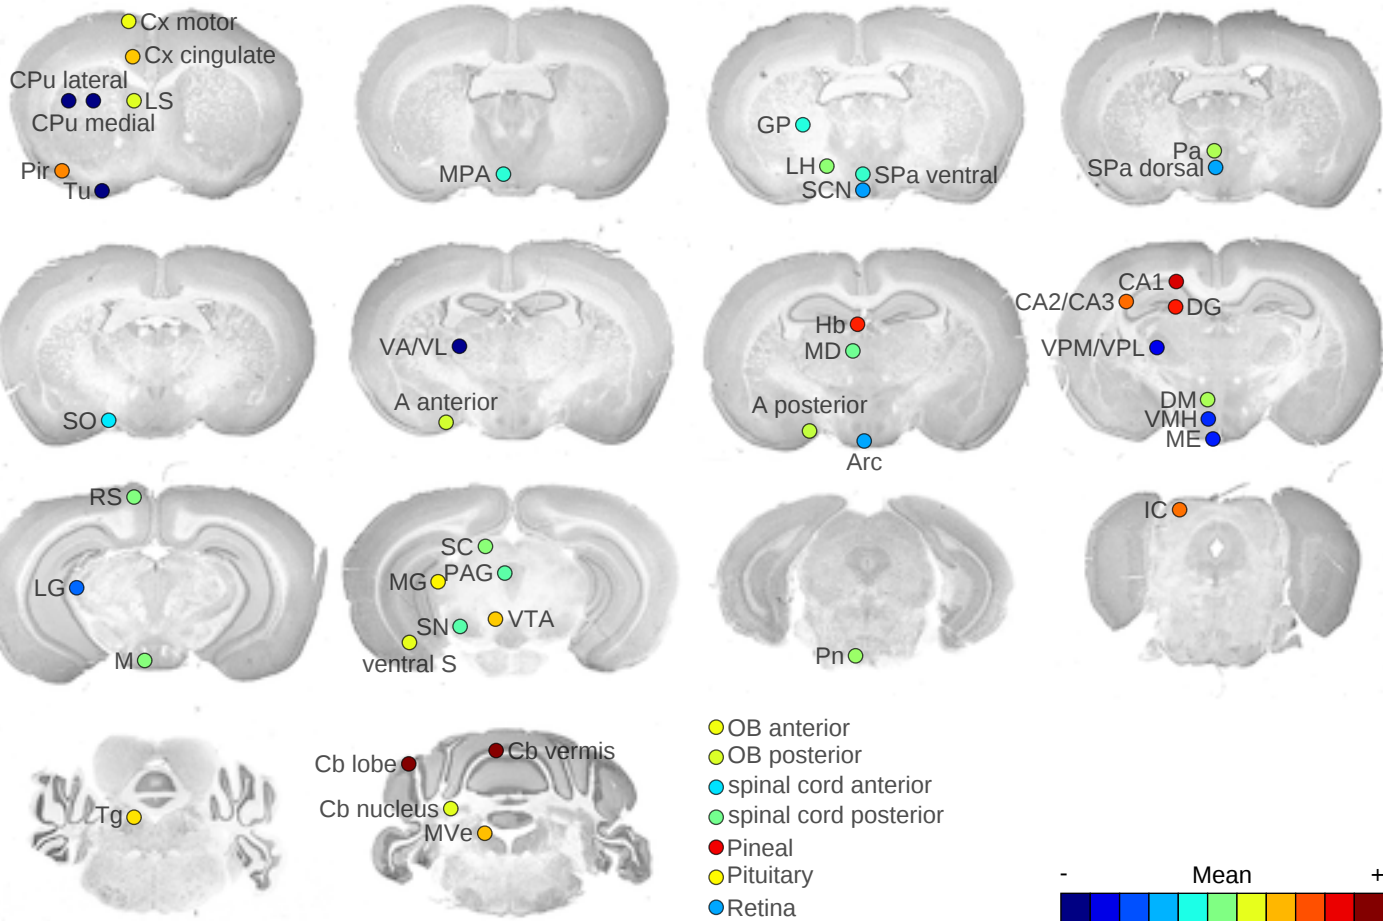 Cx motor
Cx cingulate
CPu lateral
LS
CPu medial
Pir
Tu
MPA
GP
LH
SPa ventral
SCN
Pa
SPa dorsal
SO
VA/VL
A anterior
Hb
MD
A posterior
Arc
CA1
CA2/CA3
DG
VPM/VPL
DM
VMH
ME
RS
LG
M
SC
MG
PAG
SN
VTA
ventral S
Pn
IC
Tg
Cb lobe
Cb vermis
Cb nucleus
MVe
OB anterior
OB posterior
spinal cord anterior
spinal cord posterior
Pineal
Pituitary
Retina
- Mean +